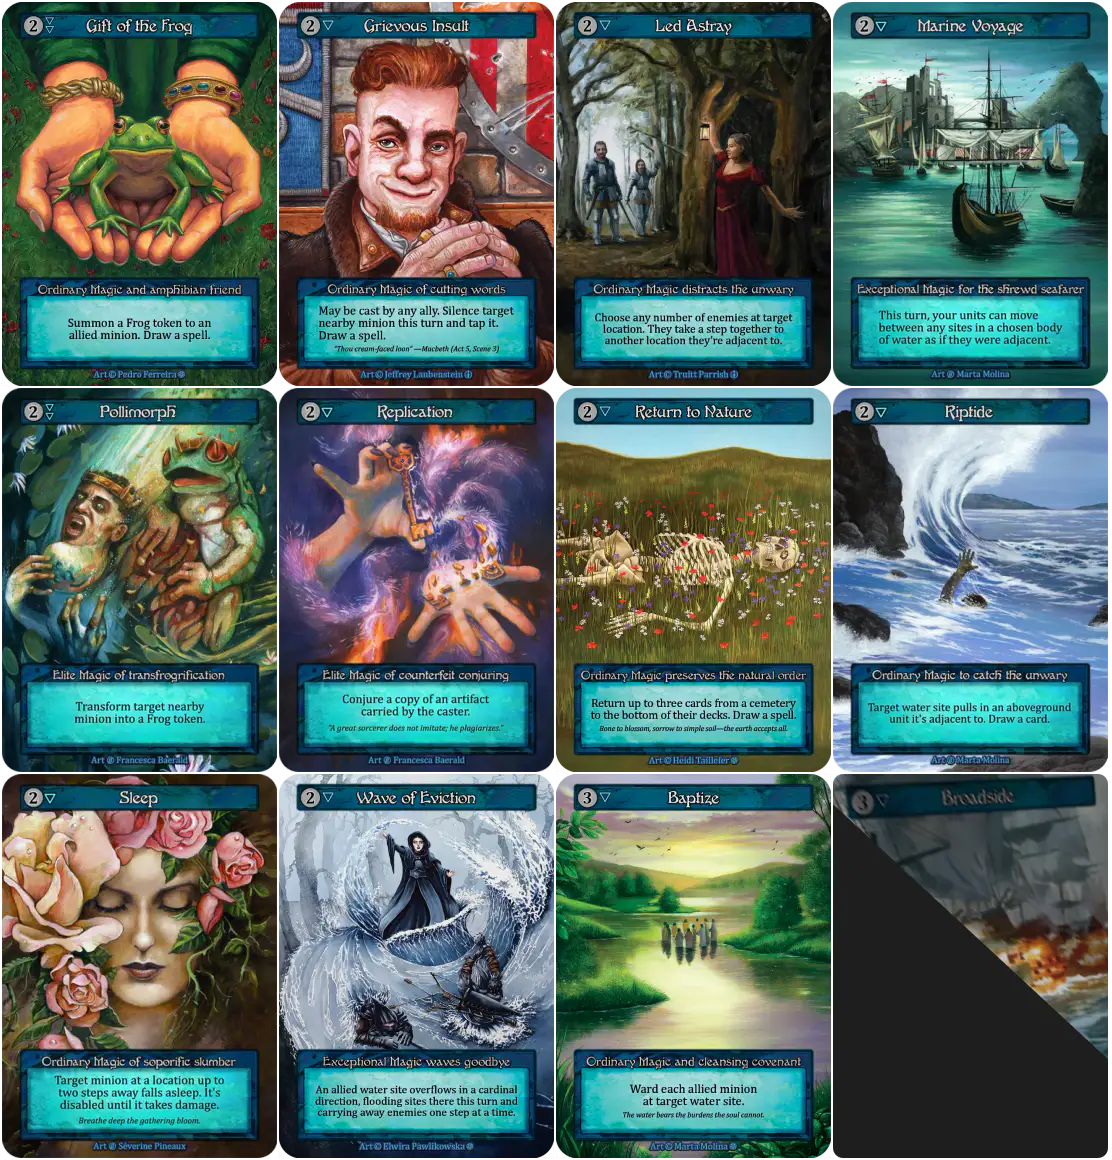 2 Gift of the Frog
Ordinary Magic and amphibian friend
Summon a Frog token to an
allied minion. Draw a spell.
Art © Pedro Ferreira
2 Grievous Insult
Ordinary Magic of cutting words
May be cast by any ally. Silence target
nearby minion this turn and tap it.
Draw a spell.
"Thou cream-faced loon" —Macbeth (Act 5, Scene 3)
Art © Jeffrey Laubenstein
2 Led Astray
Ordinary Magic distracts the unwary
Choose any number of enemies at target
location. They take a step together to
another location they're adjacent to.
Art © Truitt Parrish
2 Marine Voyage
Exceptional Magic for the shrewd seafarer
This turn, your units can move
between any sites in a chosen body
of water as if they were adjacent.
Art @ Marta Molina
2 Pollimorph
Elite Magic of transfrogrification
Transform target nearby
minion into a Frog token.
Art @ Francesca Baerald
2 Replication
Elite Magic of counterfeit conjuring
Conjure a copy of an artifact
carried by the caster.
"A great sorcerer does not imitate; he plagiarizes."
Art @ Francesca Baerald
2 Return to Nature
Ordinary Magic preserves the natural order
Return up to three cards from a cemetery
to the bottom of their decks. Draw a spell.
Bone to blossom, sorrow to simple soil—the earth accepts all.
Art © Heidi Taillefer
2 Riptide
Ordinary Magic to catch the unwary
Target water site pulls in an aboveground
unit it's adjacent to. Draw a card.
Art @ Marta Molina
2 Sleep
Ordinary Magic of soporific slumber
Target minion at a location up to
two steps away falls asleep. It's
disabled until it takes damage.
Breathe deep the gathering bloom.
Art @ Séverine Pineaux
2 Wave of Eviction
Exceptional Magic waves goodbye
An allied water site overflows in a cardinal
direction, flooding sites there this turn and
carrying away enemies one step at a time.
Art © Elwira Pawlikowska
3 Baptize
Ordinary Magic and cleansing covenant
Ward each allied minion
at target water site.
The water bears the burdens the soul cannot.
Art © Marta Molina
3 Broadside